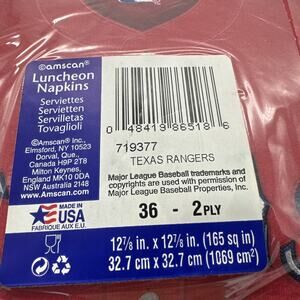 ©amscan®
Luncheon
Napkins
Serviettes
Servietten
Servilletas
Tovaglioli
©Amscan® inc.
Elmsford, NY 10523
Dorval, Que.,
Canada H9P 2T8
Milton Keynes,
England MK10 0DA
NSW Australia 2148
www.amscan.com
MADE IN
USA
FABRIQUÉ AUX É.U.
0 48419 86518 6
719377
TEXAS RANGERS
Major League Baseball trademarks and
copyrights are used with permission of
Major League Baseball Properties, Inc.
36 - 2 PLY
12⅞ in. x 12⅞ in. (165 sq in)
32.7 cm x 32.7 cm (1069 cm²)